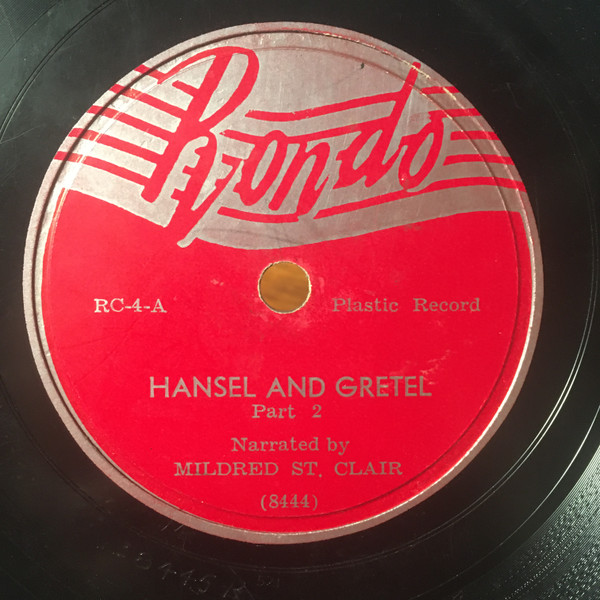 Rondo
RC-4-A Plastic Record
HANSEL AND GRETEL
Part 2
Narrated by
MILDRED ST. CLAIR
(8444)